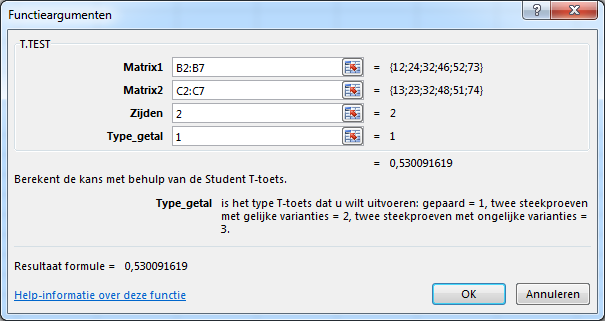 Functieargumenten
T.TEST
Matrix1 B2:B7 = {12;24;32;46;52;73}
Matrix2 C2:C7 = {13;23;32;48;51;74}
Zijden 2 = 2
Type_getal 1 = 1
= 0,530091619
Berekent de kans met behulp van de Student T-toets.
Type_getal is het type T-toets dat u wilt uitvoeren: gepaard = 1, twee steekproeven
met gelijke varianties = 2, twee steekproeven met ongelijke varianties =
3.
Resultaat formule = 0,530091619
Help-informatie over deze functie
OK
Annuleren